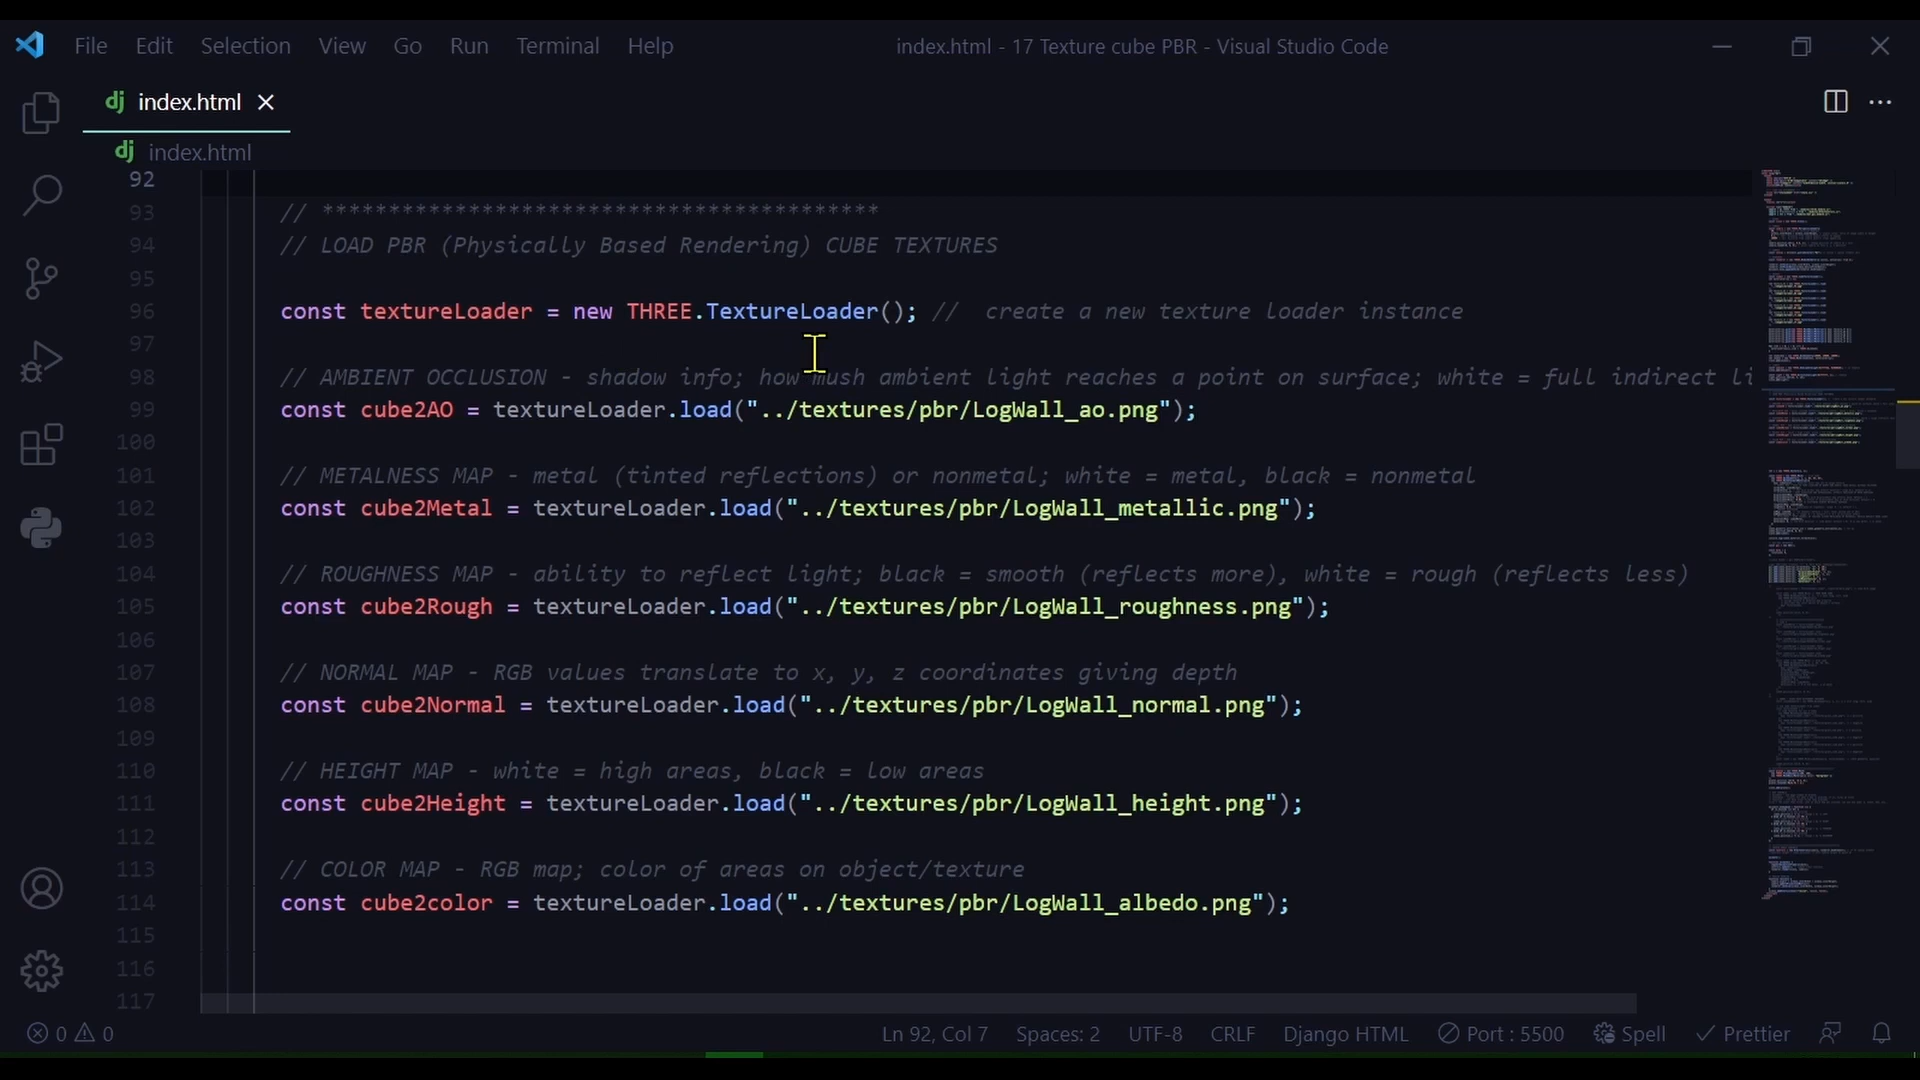 File Edit Selection View Go Run Terminal Help index.html - 17 Texture cube PBR - Visual Studio Code
dj index.html
dj index.html
92
93 // ******************************************
94 // LOAD PBR (Physically Based Rendering) CUBE TEXTURES
95
96 const textureLoader = new THREE.TextureLoader(); //  create a new texture loader instance
97
98 // AMBIENT OCCLUSION - shadow info; how mush ambient light reaches a point on surface; white = full indirect li
99 const cube2AO = textureLoader.load("../textures/pbr/LogWall_ao.png");
100
101 // METALNESS MAP - metal (tinted reflections) or nonmetal; white = metal, black = nonmetal
102 const cube2Metal = textureLoader.load("../textures/pbr/LogWall_metallic.png");
103
104 // ROUGHNESS MAP - ability to reflect light; black = smooth (reflects more), white = rough (reflects less)
105 const cube2Rough = textureLoader.load("../textures/pbr/LogWall_roughness.png");
106
107 // NORMAL MAP - RGB values translate to x, y, z coordinates giving depth
108 const cube2Normal = textureLoader.load("../textures/pbr/LogWall_normal.png");
109
110 // HEIGHT MAP - white = high areas, black = low areas
111 const cube2Height = textureLoader.load("../textures/pbr/LogWall_height.png");
112
113 // COLOR MAP - RGB map; color of areas on object/texture
114 const cube2color = textureLoader.load("../textures/pbr/LogWall_albedo.png");
115
116
117
0 0 Ln 92, Col 7 Spaces: 2 UTF-8 CRLF Django HTML Port : 5500 Spell Prettier